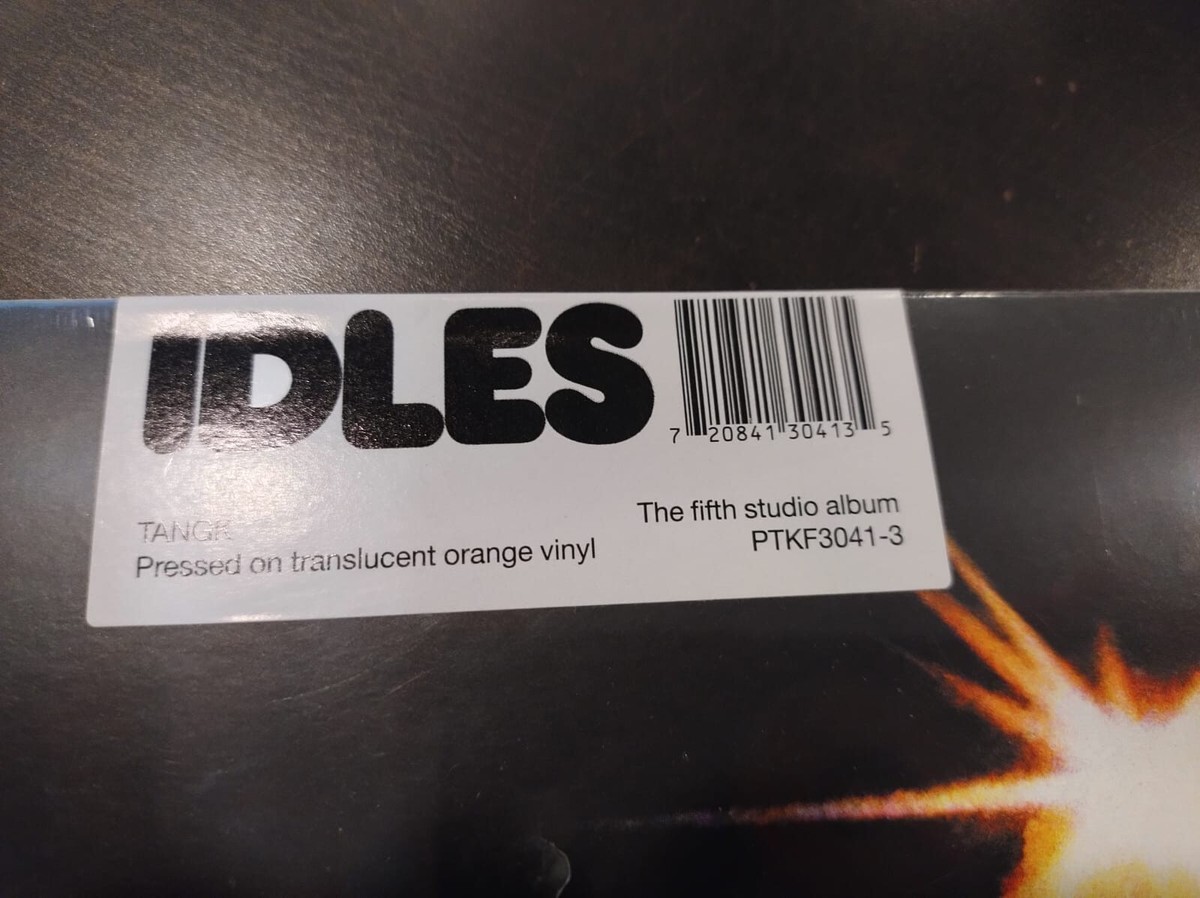 IDLES
7 20841 30413 5
TANGK
Pressed on translucent orange vinyl
The fifth studio album
PTKF3041-3